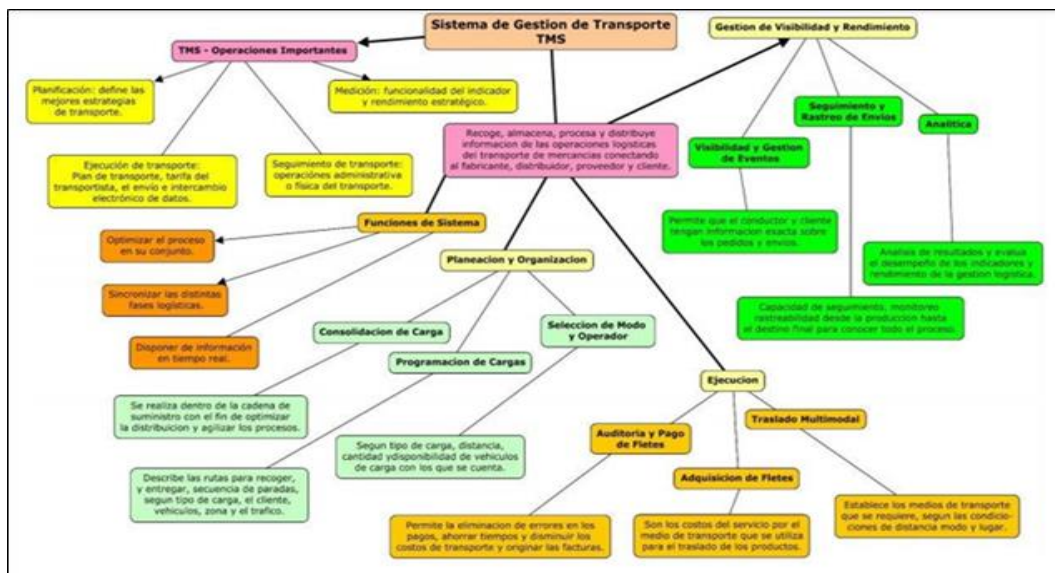 Sistema de Gestion de Transporte
TMS
Gestion de Visibilidad y Rendimiento
TMS - Operaciones Importantes
Planificación: define las
mejores estrategias
de transporte.
Medición: funcionalidad del indicador
y rendimiento estratégico.
Ejecución de transporte:
Plan de transporte, tarifa del
transportista, el envío e intercambio
electrónico de datos.
Seguimiento de transporte:
operaciónes administrativa
o física del transporte.
Recoge, almacena, procesa y distribuye
informacion de las operaciones logisticas
del transporte de mercancias conectando
al fabricante, distribuidor, proveedor y cliente.
Seguimiento y
Rastreo de Envios
Analitica
Visibilidad y Gestion
de Eventos
Permite que el conductor y cliente
tengan informacion exacta sobre
los pedidos y envios.
Analisis de resultados y evalua
el desempeño de los indicadores y
rendimiento de la gestion logistica.
Capacidad de seguimiento, monitoreo
rastreabilidad desde la produccion hasta
el destino final para conocer todo el proceso.
Funciones de Sistema
Optimizar el proceso
en su conjunto.
Sincronizar las distintas
fases logísticas.
Disponer de información
en tiempo real.
Planeacion y Organizacion
Consolidacion de Carga
Programacion de Cargas
Seleccion de Modo
y Operador
Se realiza dentro de la cadena de
suministro con el fin de optimizar
la distribuicion y agilizar los procesos.
Describe las rutas para recoger,
y entregar, secuencia de paradas,
segun tipo de carga, el cliente,
vehiculos, zona y el trafico.
Segun tipo de carga, distancia,
cantidad ydisponibilidad de vehiculos
de carga con los que se cuenta.
Ejecucion
Auditoria y Pago
de Fletes
Adquisicion de Fletes
Traslado Multimodal
Permite la eliminacion de errores en los
pagos, ahorrar tiempos y disminuir los
costos de transporte y originar las facturas.
Son los costos del servicio por el
medio de transporte que se utiliza
para el traslado de los productos.
Establece los medios de transporte
que se requiere, segun las condicio-
ciones de distancia modo y lugar.